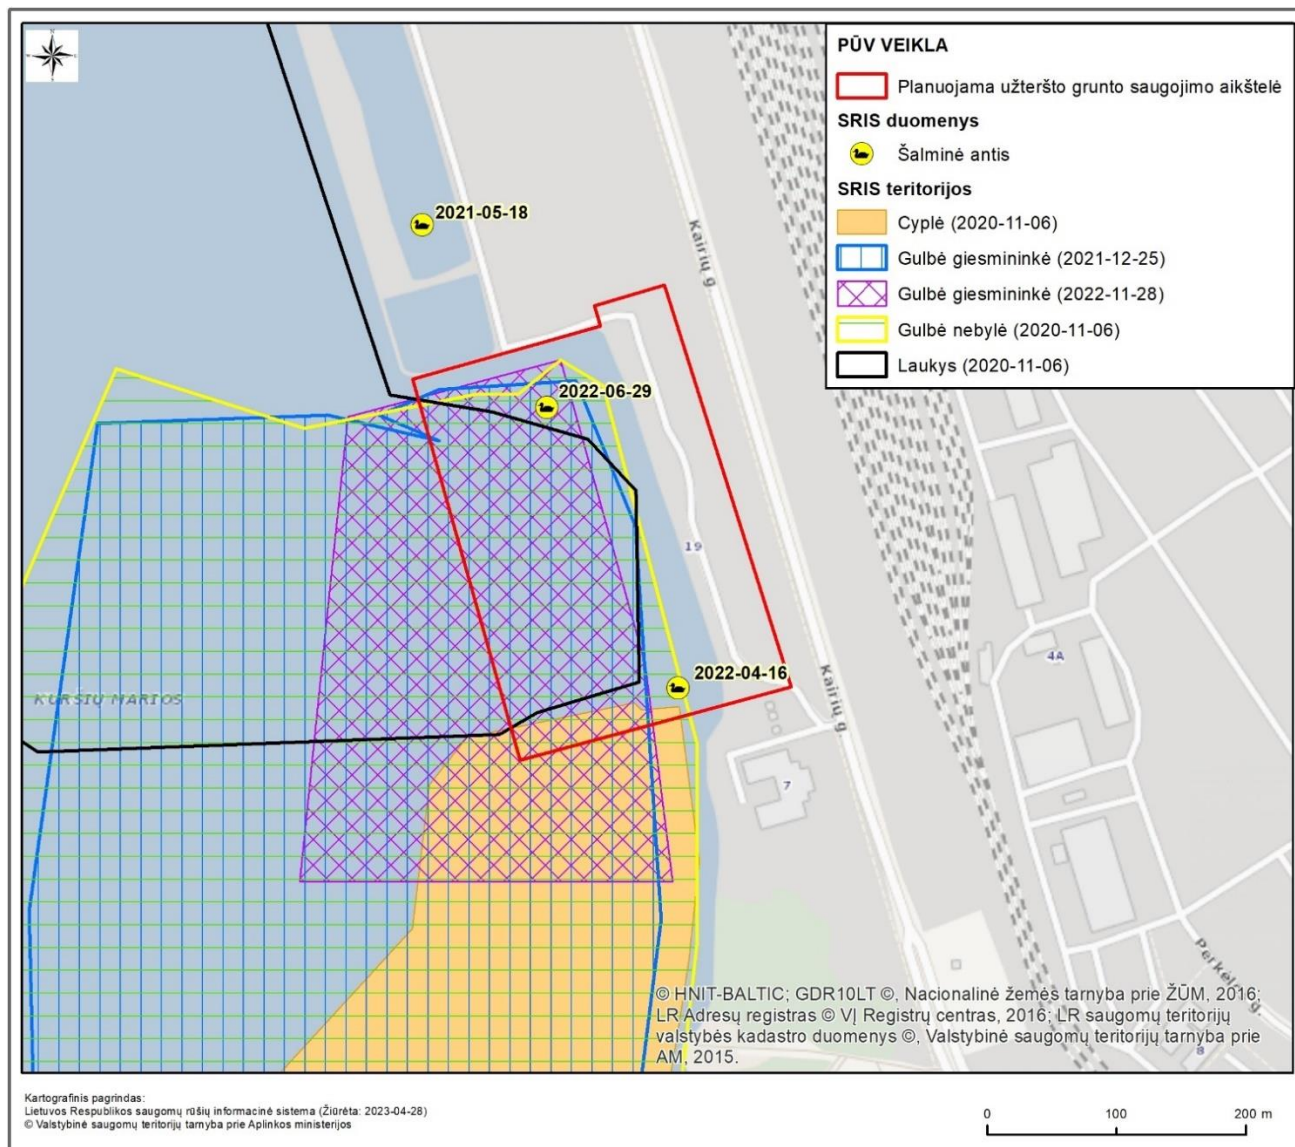 PŪV VEIKLA
Planuojama užteršto grunto saugojimo aikštelė
SRIS duomenys
Šalminė antis
SRIS teritorijos
Cyplė (2020-11-06)
Gulbė giesmininkė (2021-12-25)
Gulbė giesmininkė (2022-11-28)
Gulbė nebylė (2020-11-06)
Laukys (2020-11-06)
2021-05-18
Kairių g.
2022-06-29
19
4A
2022-04-16
KURŠIŲ MARIOS
Kairių g.
7
Perkėlos g.
8
© HNIT-BALTIC; GDR10LT ©, Nacionalinė žemės tarnyba prie ŽŪM, 2016;
LR Adresų registras © VĮ Registrų centras, 2016; LR saugomų teritorijų
valstybės kadastro duomenys ©, Valstybinė saugomų teritorijų tarnyba prie
AM, 2015.
Kartografinis pagrindas:
Lietuvos Respublikos saugomų rūšių informacinė sistema (Žiūrėta: 2023-04-28)
© Valstybinė saugomų teritorijų tarnyba prie Aplinkos ministerijos
0 100 200 m